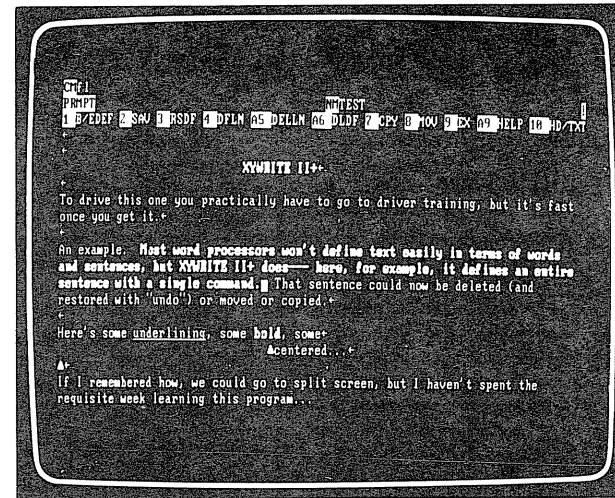 CMf1
PRMPT NMTEST
1 B/EDEF 2 SAV 3 RSDF 4 DFLN A5 DELLN A6 DLDF 7 CPY 8 MOV 9 EX A9 HELP 10 HD/TXT
XYWRITE II+
To drive this one you practically have to go to driver training, but it's fast
once you get it.
An example. Most word processors won't define text easily in terms of words
and sentences, but XYWRITE II+ does—— here, for example, it defines an entire
sentence with a single command. That sentence could now be deleted (and
restored with "undo") or moved or copied.
Here's some underlining, some bold, some
centered...
If I remembered how, we could go to split screen, but I haven't spent the
requisite week learning this program...